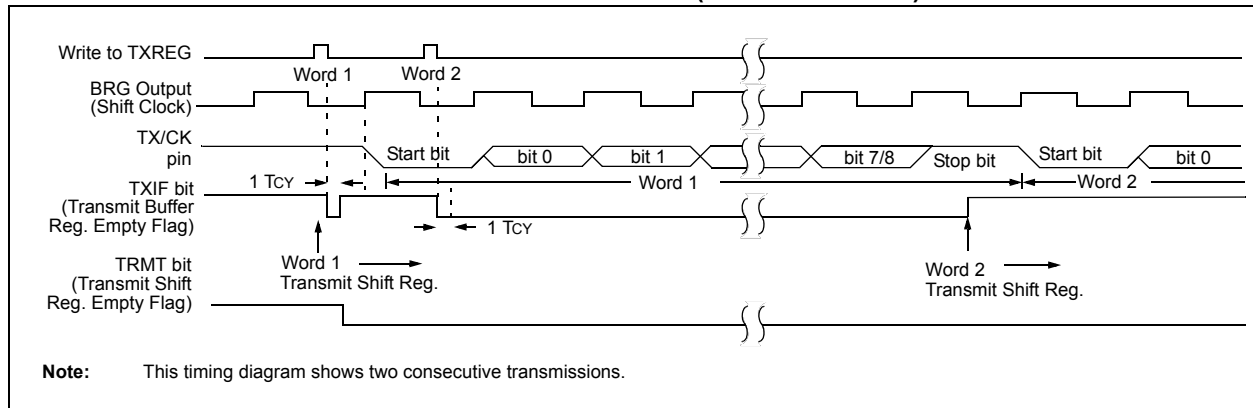 Write to TXREG
Word 1
Word 2
BRG Output
(Shift Clock)
TX/CK
pin
Start bit
bit 0
bit 1
bit 7/8
Stop bit
Start bit
bit 0
1 TCY
Word 1
Word 2
TXIF bit
(Transmit Buffer
Reg. Empty Flag)
1 TCY
Word 1
Transmit Shift Reg.
Word 2
Transmit Shift Reg.
TRMT bit
(Transmit Shift
Reg. Empty Flag)
Note: This timing diagram shows two consecutive transmissions.